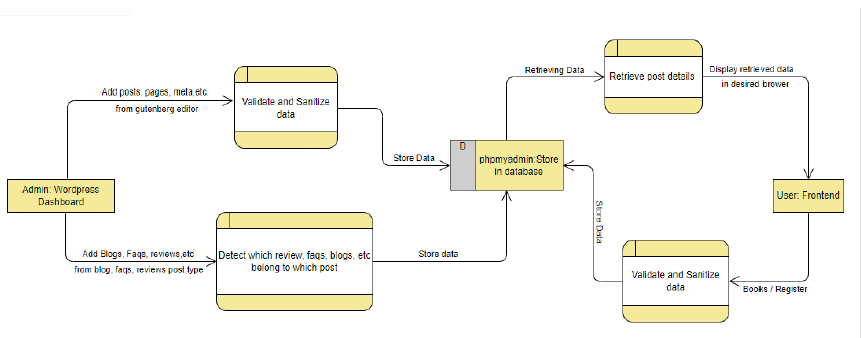 Add posts, pages, meta,etc.
from gutenberg editor
Validate and Sanitize
data
Store Data
Admin: Wordpress
Dashboard
Add Blogs, Faqs, reviews,etc
from blog, faqs, reviews post type
Detect which review, faqs, blogs, etc
belong to which post
Store data
D
phpmyadmin:Store
in database
Retrieving Data
Retrieve post details
Display retrieved data
in desired brower
User: Frontend
Books / Register
Validate and Sanitize
data
Store Data